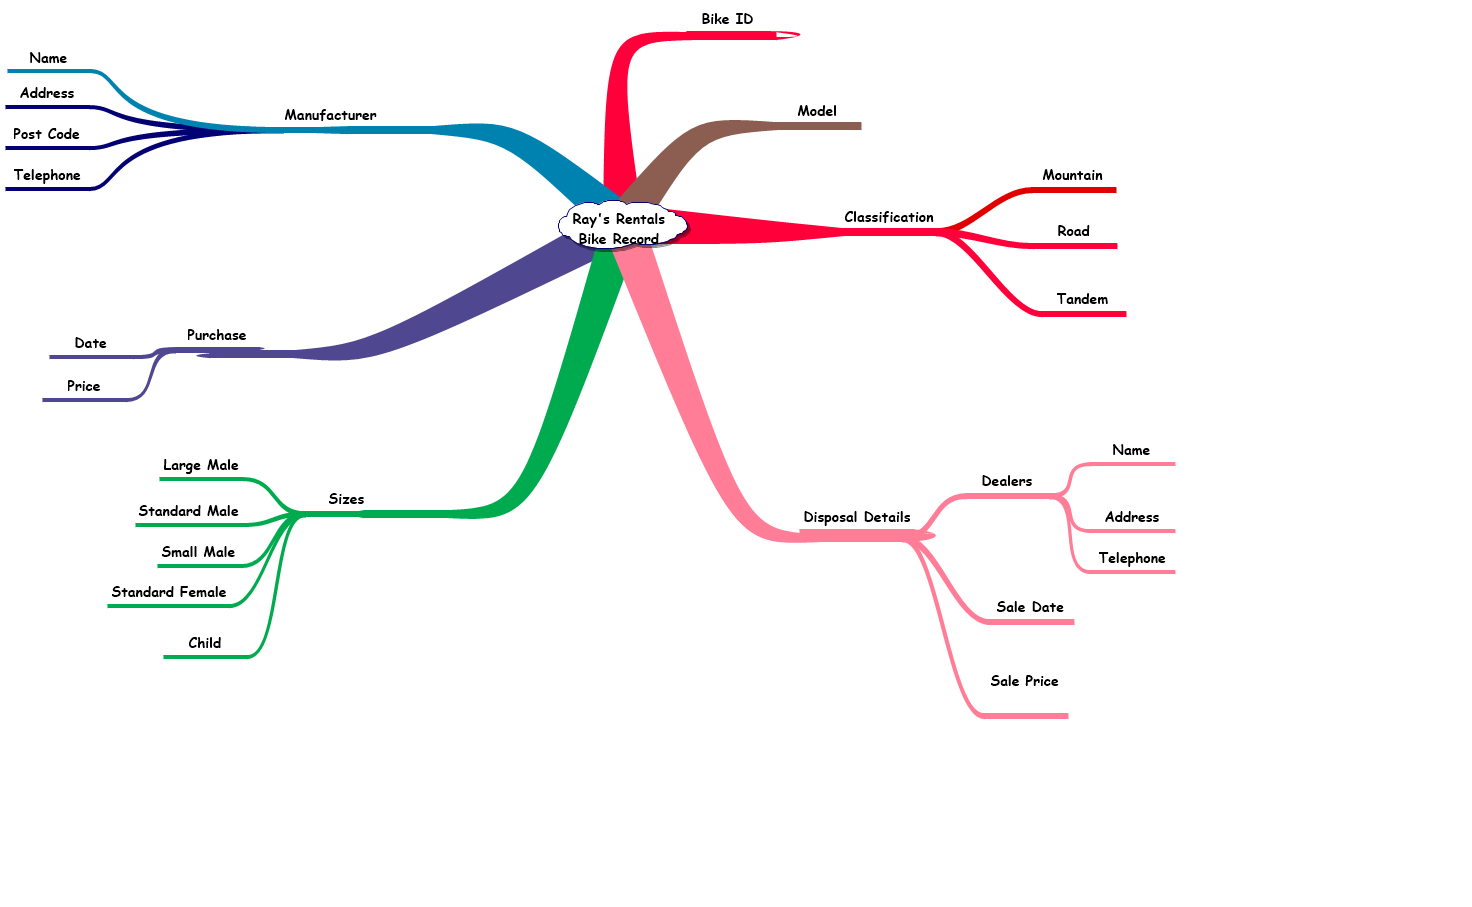 Bike ID
Name
Address
Post Code
Telephone
Manufacturer
Model
Mountain
Classification
Road
Tandem
Ray's Rentals
Bike Record
Purchase
Date
Price
Large Male
Sizes
Standard Male
Small Male
Standard Female
Child
Disposal Details
Dealers
Name
Address
Telephone
Sale Date
Sale Price